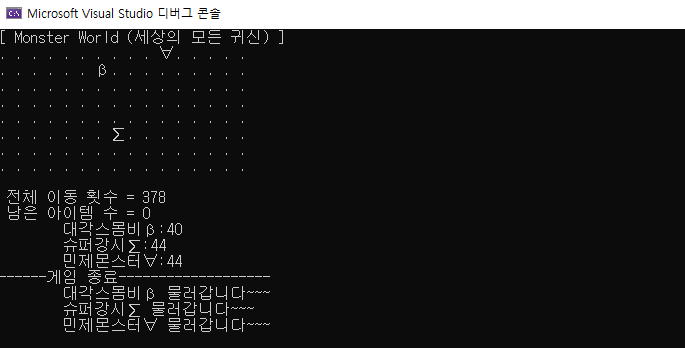 Microsoft Visual Studio 디버그 콘솔
[ Monster World (세상의 모든 귀신) ]
. . . . . . . . . . ∀. . . . .
. . . . . . β. . . . . . . . .
. . . . . . . . . . . . . . . .
. . . . . . . . . . . . . . . .
. . . . . . . . . . . . . . . .
. . . . . . . ∑. . . . . . . .
. . . . . . . . . . . . . . . .
. . . . . . . . . . . . . . . .
전체 이동 횟수 = 378
남은 아이템 수 = 0
대각스몸비β:40
슈퍼강시∑:44
민제몬스터∀:44
------게임 종료-------------------
대각스몸비β 물러갑니다~~~
슈퍼강시∑ 물러갑니다~~~
민제몬스터∀ 물러갑니다~~~